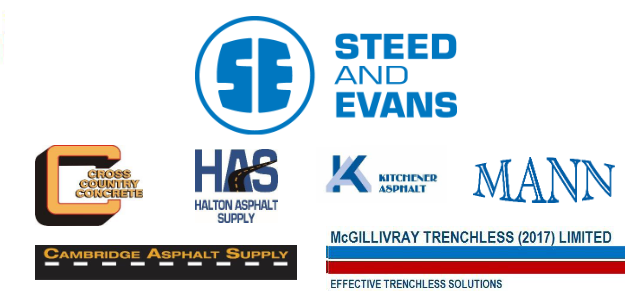 SE
STEED
AND
EVANS
C
CROSS
COUNTRY
CONCRETE
HAS
HALTON ASPHALT
SUPPLY
K
KITCHENER
ASPHALT
MANN
CAMBRIDGE ASPHALT SUPPLY
McGILLIVRAY TRENCHLESS (2017) LIMITED
EFFECTIVE TRENCHLESS SOLUTIONS